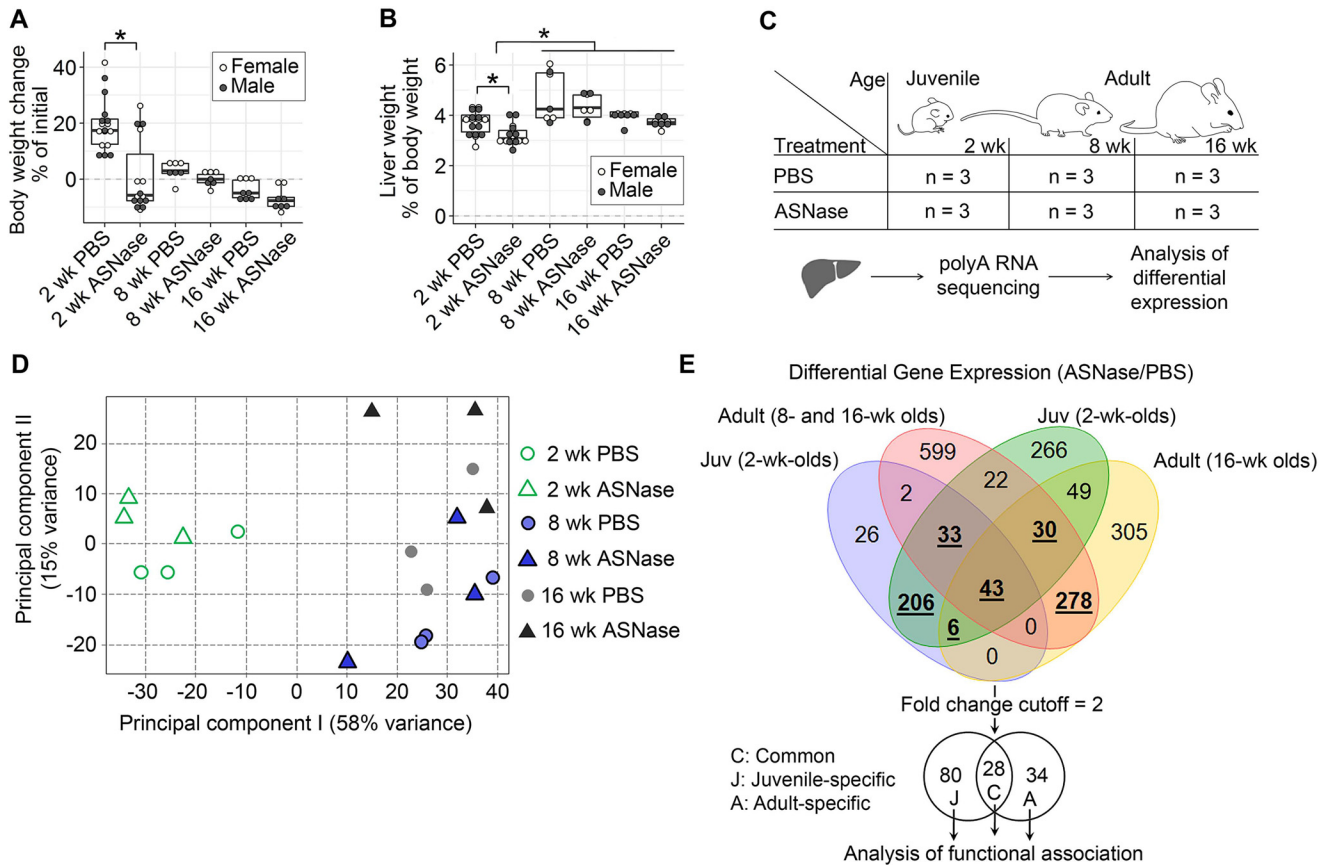 A
Body weight change
% of initial
40
20
0
Female
Male
*
2 wk PBS
2 wk ASNase
8 wk PBS
8 wk ASNase
16 wk PBS
16 wk ASNase
B
Liver weight
% of body weight
6
4
2
0
*
*
Female
Male
2 wk PBS
2 wk ASNase
8 wk PBS
8 wk ASNase
16 wk PBS
16 wk ASNase
C
Age Juvenile Adult
Treatment 2 wk 8 wk 16 wk
PBS n = 3 n = 3 n = 3
ASNase n = 3 n = 3 n = 3
polyA RNA
sequencing
Analysis of
differential
expression
D
Principal component II
(15% variance)
20
10
0
-10
-20
-30 -20 -10 0 10 20 30 40
Principal component I (58% variance)
2 wk PBS
2 wk ASNase
8 wk PBS
8 wk ASNase
16 wk PBS
16 wk ASNase
E
Differential Gene Expression (ASNase/PBS)
Adult (8- and 16-wk olds) Juv (2-wk-olds)
Juv (2-wk-olds) Adult (16-wk olds)
599 266
2 22 49
26 33 30 305
206 43 278
6 0
0
Fold change cutoff = 2
C: Common
J: Juvenile-specific
A: Adult-specific
80 28 34
J C A
Analysis of functional association